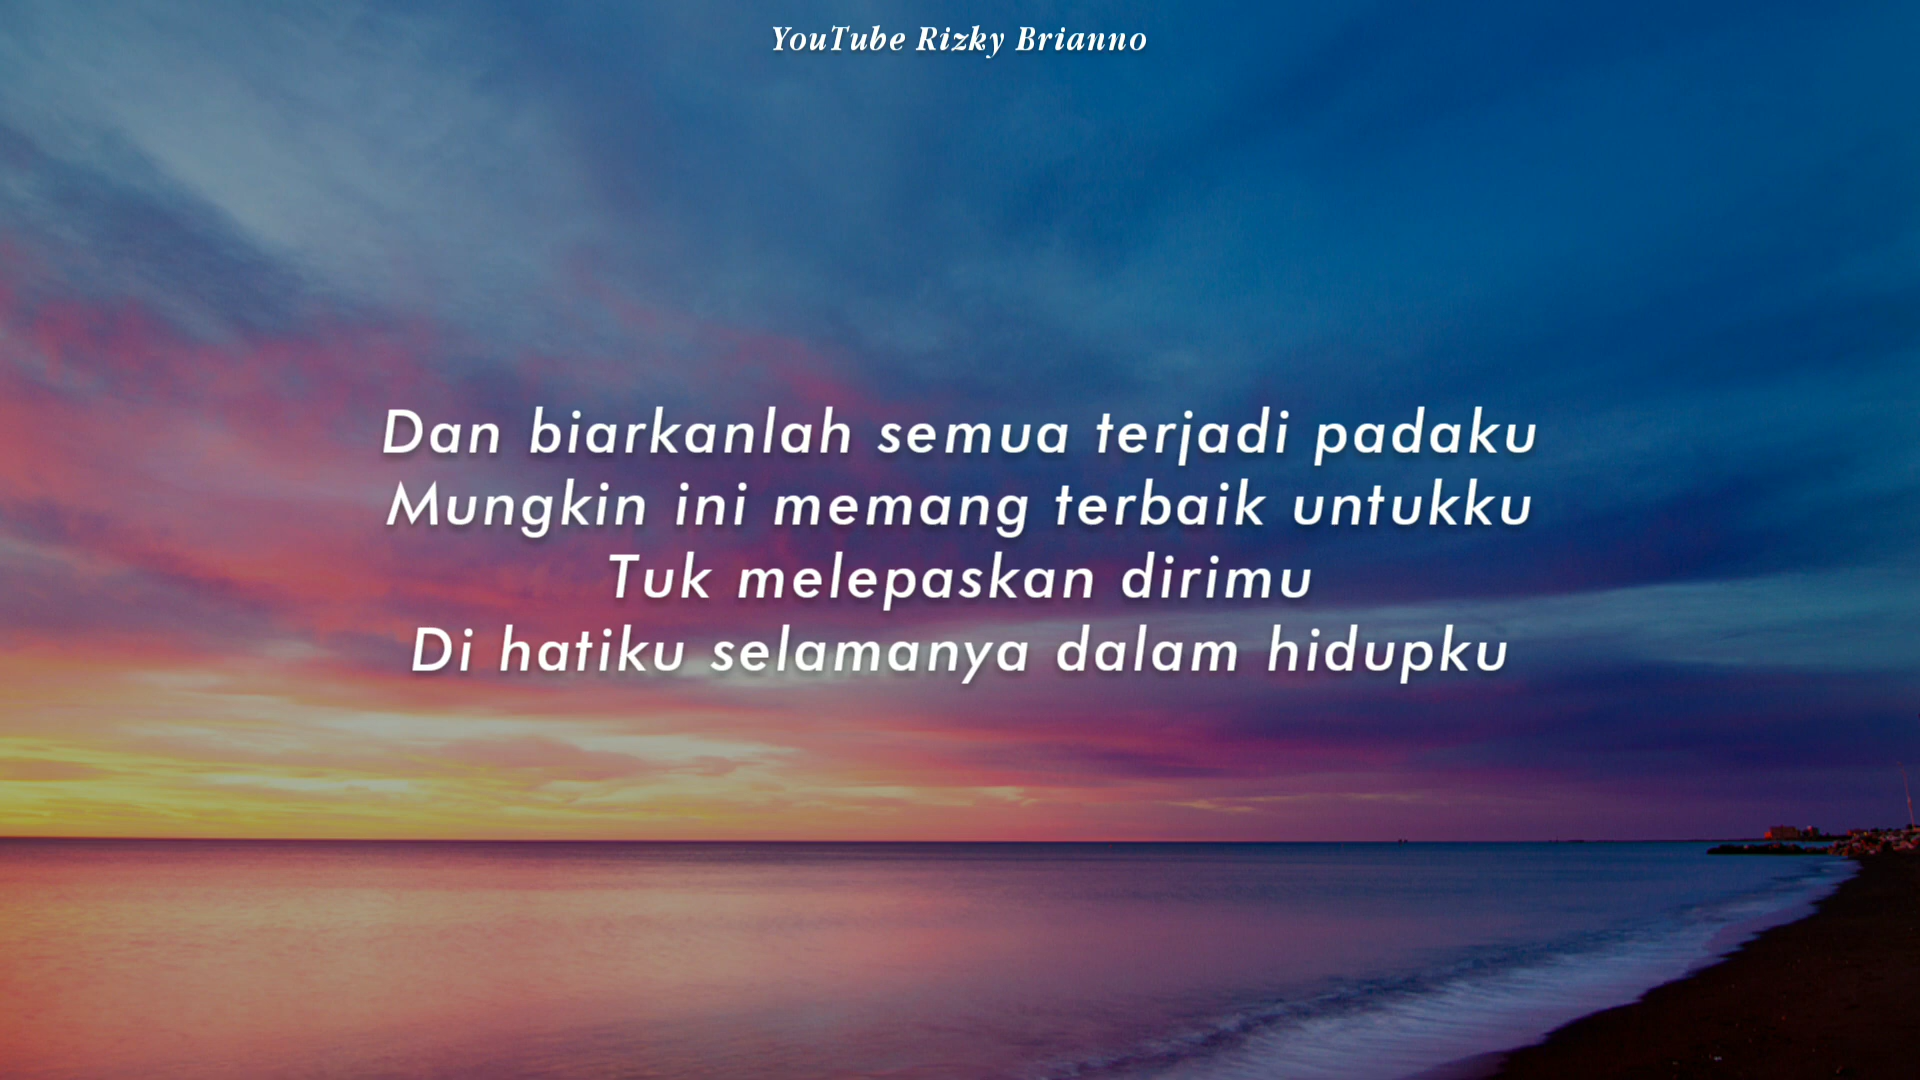 YouTube Rizky Brianno
Dan biarkanlah semua terjadi padaku
Mungkin ini memang terbaik untukku
Tuk melepaskan dirimu
Di hatiku selamanya dalam hidupku